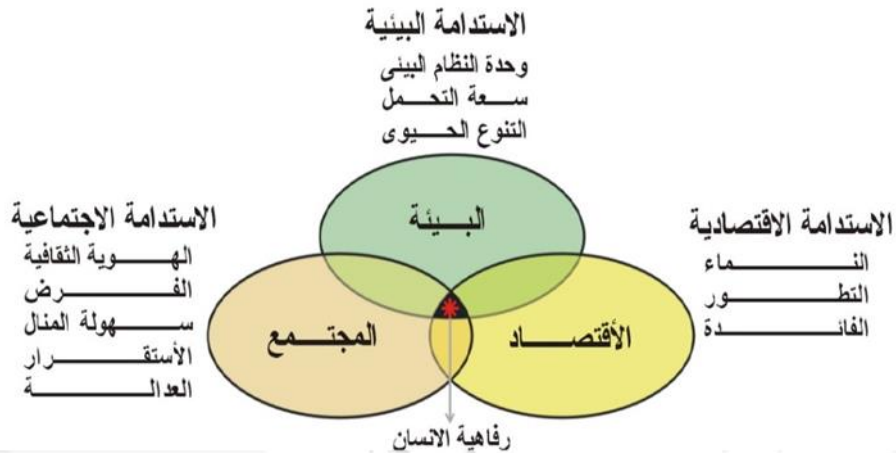 الاستدامة البيئية
وحدة النظام البيئى
سعة التحمل
التنوع الحيوى
البيئة
الاستدامة الاجتماعية
الهوية الثقافية
الفرض
سهولة المنال
الأستقرار
العدالة
الاستدامة الاقتصادية
النماء
التطور
الفائدة
المجتمع
الأقتصاد
رفاهية الانسان